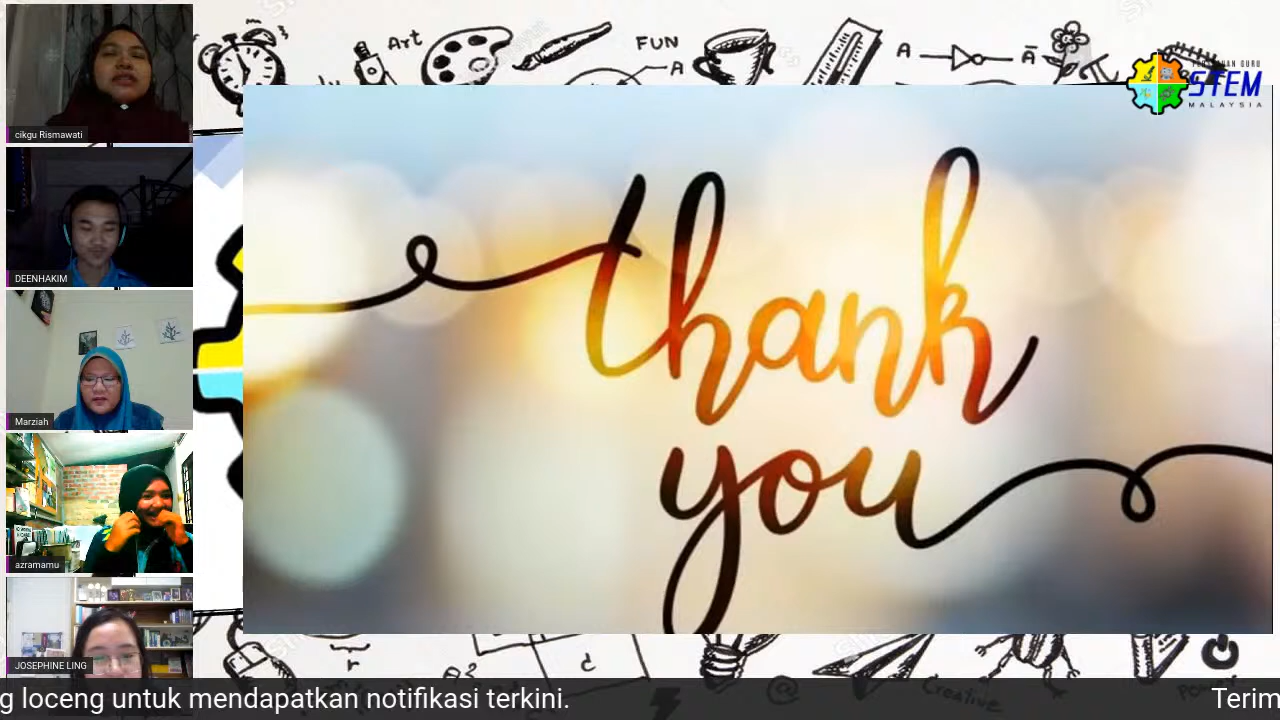 Art
FUN
A
A
Ā
STEM
MALAYSIA
cikgu Rismawati
DEENHAKIM
Marziah
azramamu
JOSEPHINE LING
thank
you
r
c
@
Creative
g loceng untuk mendapatkan notifikasi terkini.
Terim